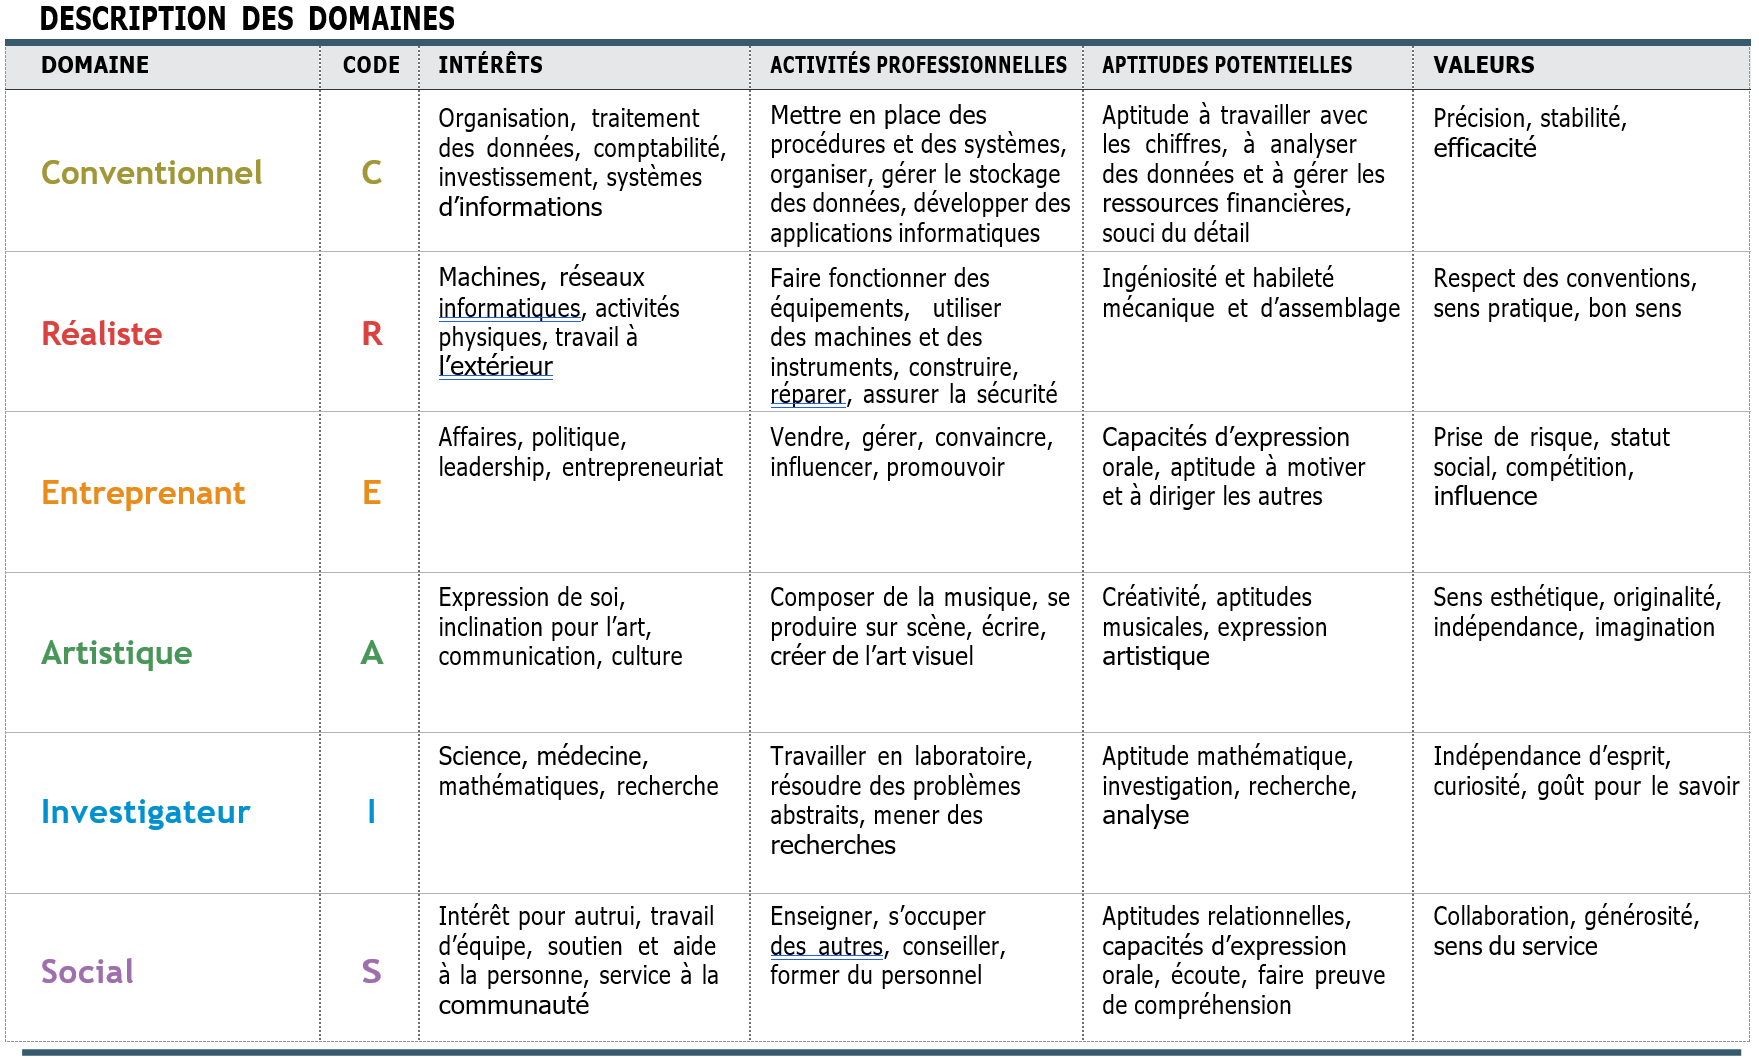 DESCRIPTION DES DOMAINES
DOMAINE CODE INTÉRÊTS ACTIVITÉS PROFESSIONNELLES APTITUDES POTENTIELLES VALEURS
Conventionnel
C
Organisation, traitement
des données, comptabilité,
investissement, systèmes
d’informations
Mettre en place des
procédures et des systèmes,
organiser, gérer le stockage
des données, développer des
applications informatiques
Aptitude à travailler avec
les chiffres, à analyser
des données et à gérer les
ressources financières,
souci du détail
Précision, stabilité,
efficacité
Réaliste
R
Machines, réseaux
informatiques, activités
physiques, travail à
l’extérieur
Faire fonctionner des
équipements, utiliser
des machines et des
instruments, construire,
réparer, assurer la sécurité
Ingéniosité et habileté
mécanique et d’assemblage
Respect des conventions,
sens pratique, bon sens
Entreprenant
E
Affaires, politique,
leadership, entrepreneuriat
Vendre, gérer, convaincre,
influencer, promouvoir
Capacités d’expression
orale, aptitude à motiver
et à diriger les autres
Prise de risque, statut
social, compétition,
influence
Artistique
A
Expression de soi,
inclination pour l’art,
communication, culture
Composer de la musique, se
produire sur scène, écrire,
créer de l’art visuel
Créativité, aptitudes
musicales, expression
artistique
Sens esthétique, originalité,
indépendance, imagination
Investigateur
I
Science, médecine,
mathématiques, recherche
Travailler en laboratoire,
résoudre des problèmes
abstraits, mener des
recherches
Aptitude mathématique,
investigation, recherche,
analyse
Indépendance d’esprit,
curiosité, goût pour le savoir
Social
S
Intérêt pour autrui, travail
d’équipe, soutien et aide
à la personne, service à la
communauté
Enseigner, s’occuper
des autres, conseiller,
former du personnel
Aptitudes relationnelles,
capacités d’expression
orale, écoute, faire preuve
de compréhension
Collaboration, générosité,
sens du service